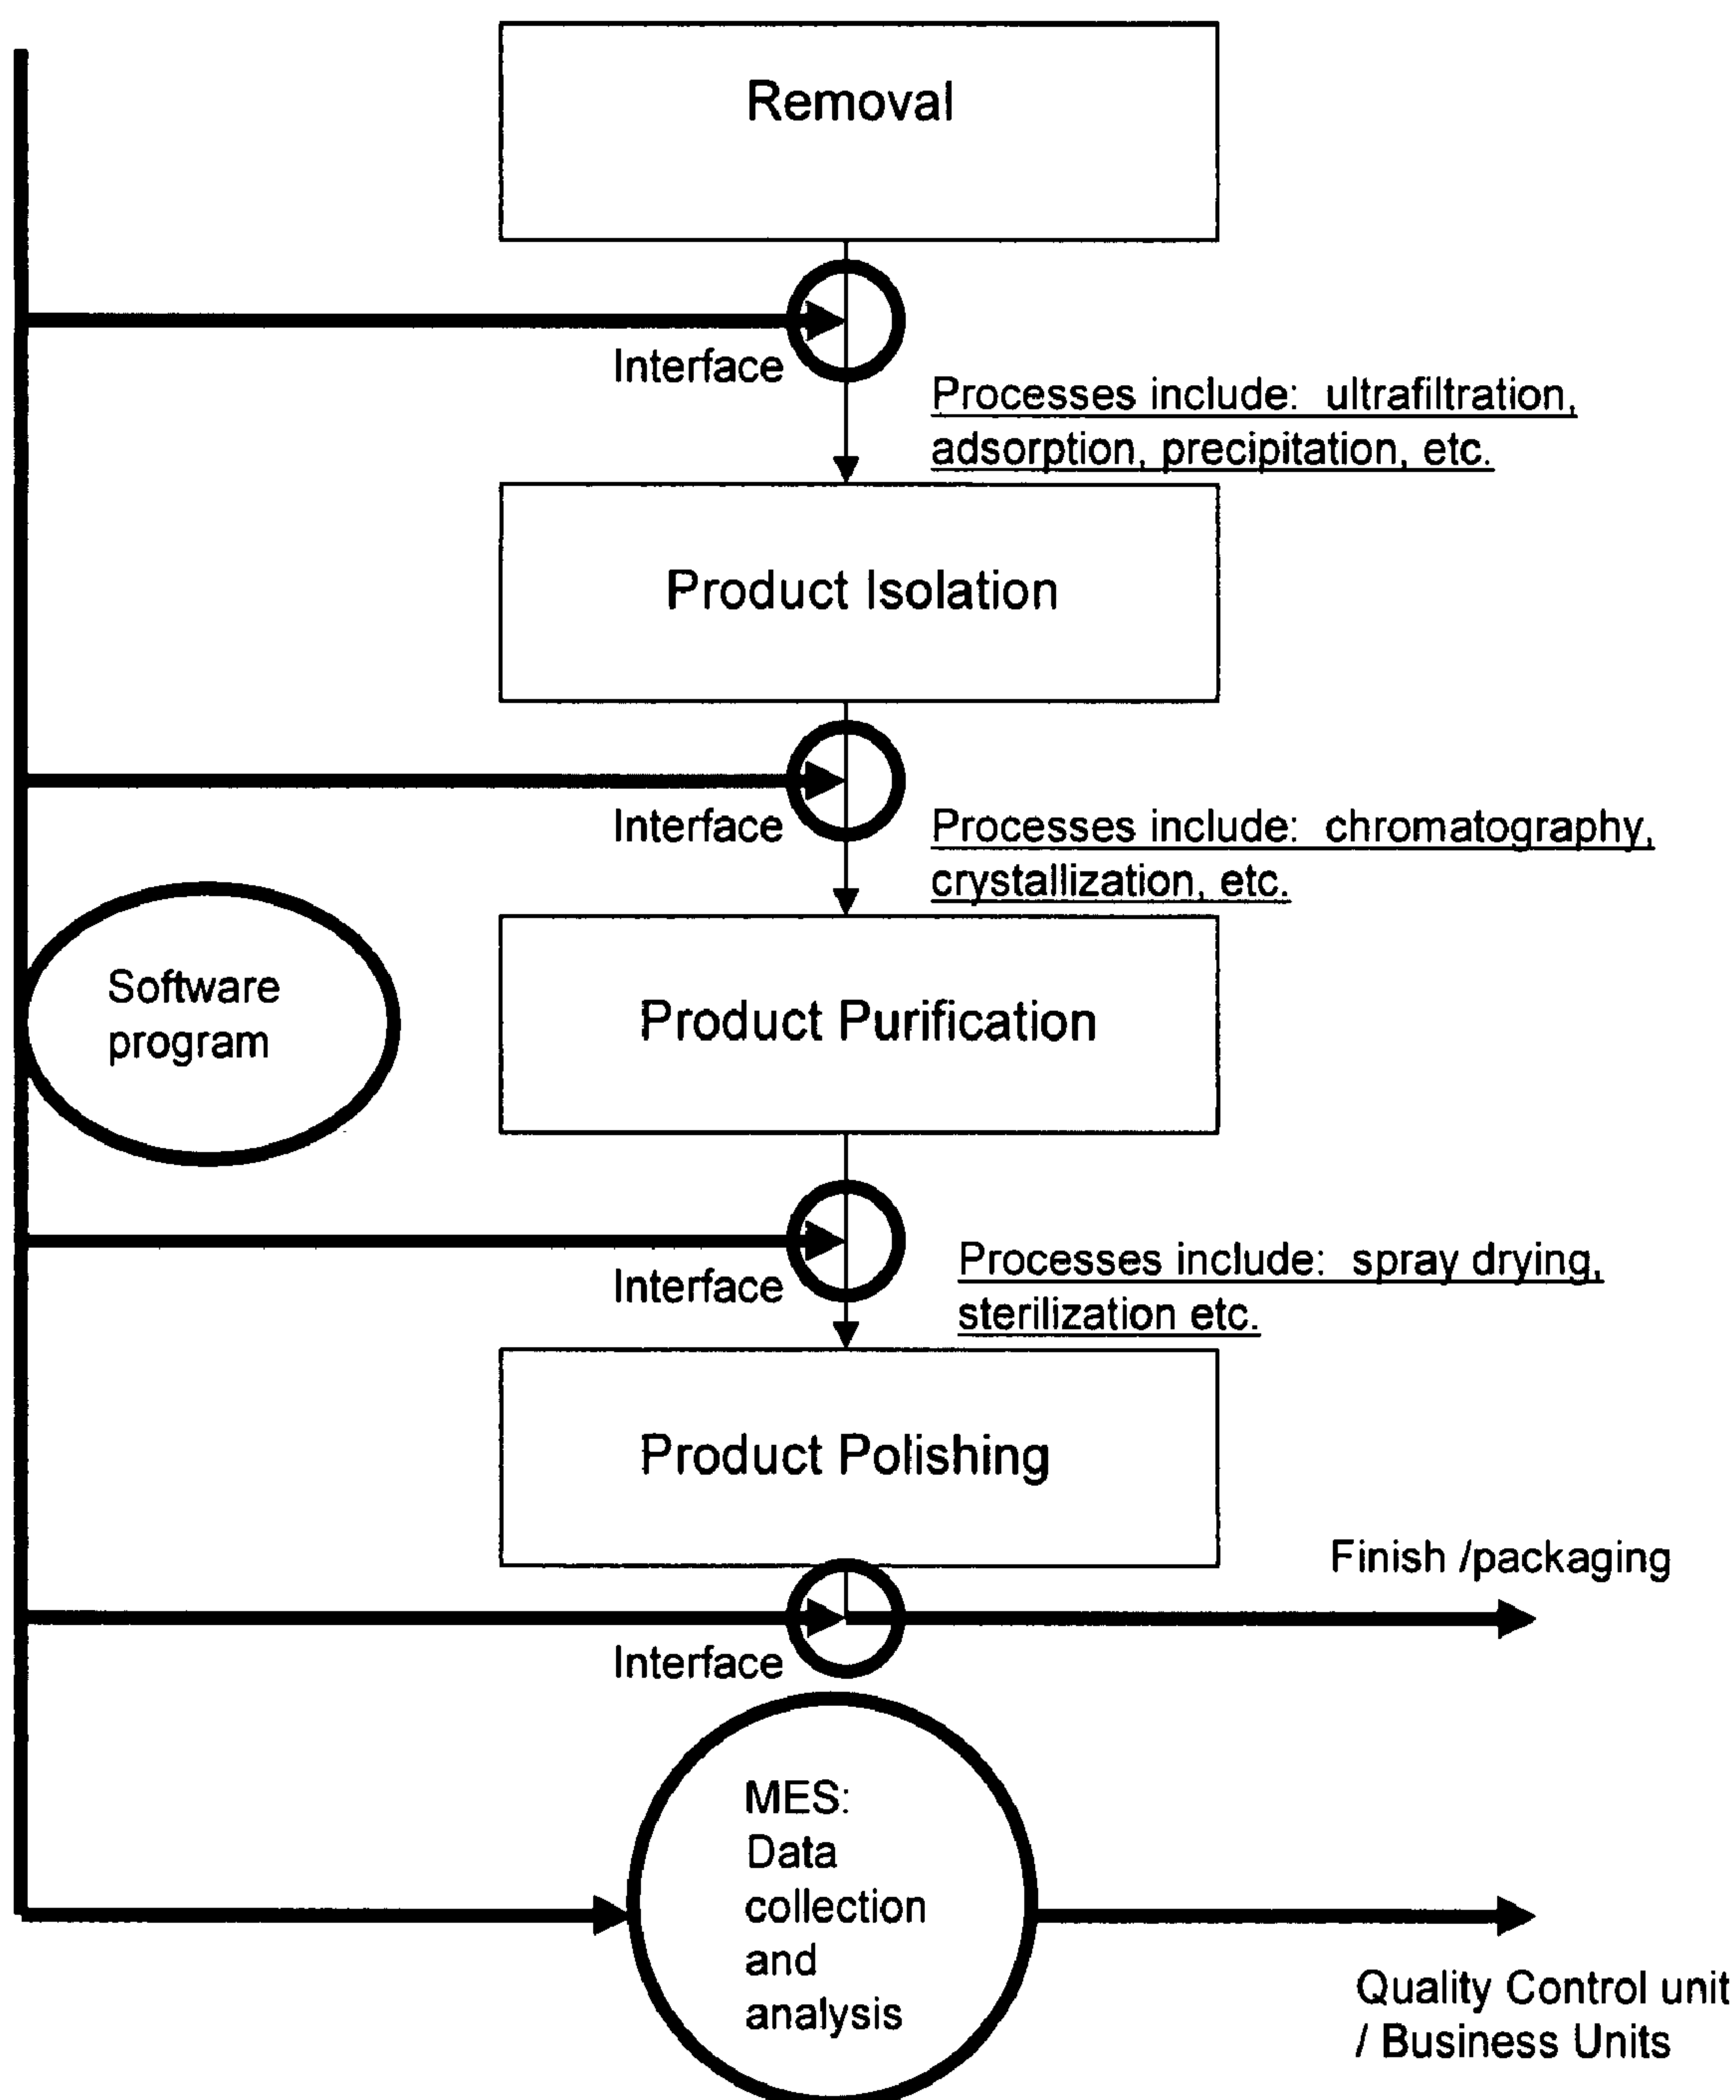 Removal
Interface
Processes include: ultrafiltration,
adsorption, precipitation, etc.
Product Isolation
Interface
Processes include: chromatography,
crystallization, etc.
Software
program
Product Purification
Interface
Processes include: spray drying,
sterilization etc.
Product Polishing
Finish /packaging
Interface
MES:
Data
collection
and
analysis
Quality Control unit
/ Business Units